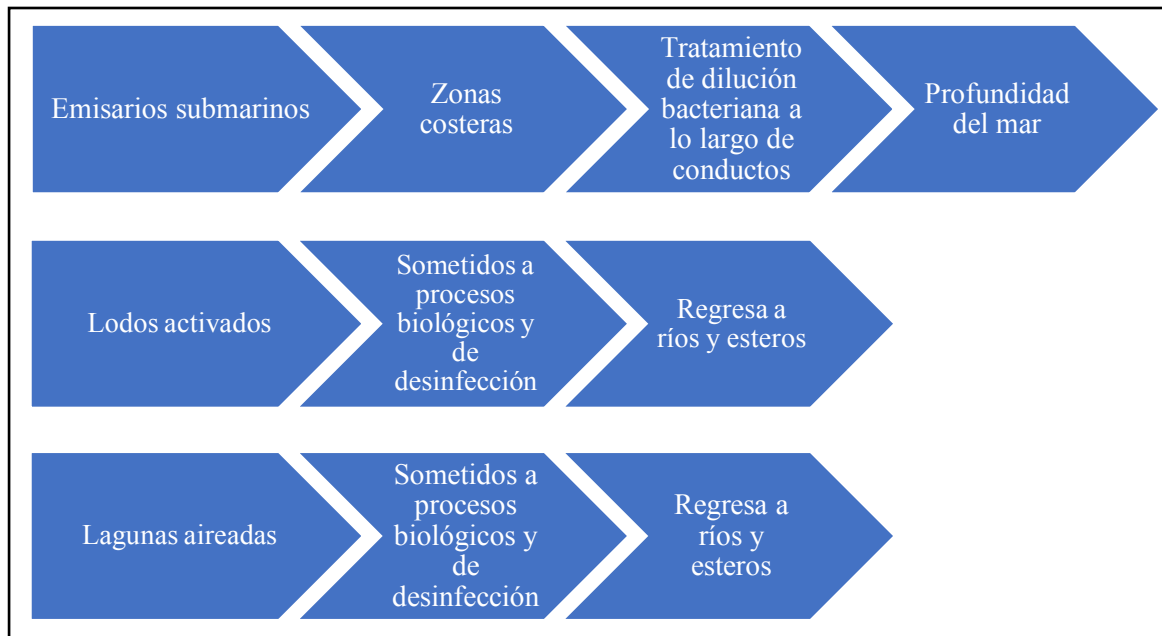 Emisarios submarinos
Zonas
costeras
Tratamiento
de dilución
bacteriana a
lo largo de
conductos
Profundidad
del mar
Lodos activados
Sometidos a
procesos
biológicos y
de
desinfección
Regresa a
ríos y esteros
Lagunas aireadas
Sometidos a
procesos
biológicos y
de
desinfección
Regresa a
ríos y
esteros